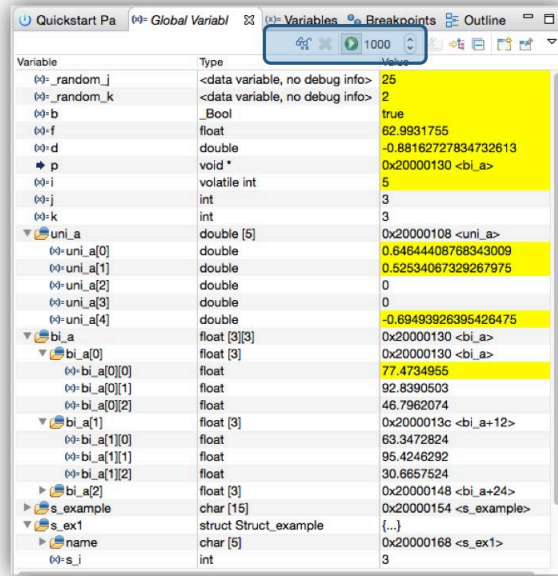 Quickstart Pa (x)= Global Variabl (x)= Variables Breakpoints Outline
1000
Variable Type Value
(x)= _random_j <data variable, no debug info> 25
(x)= _random_k <data variable, no debug info> 2
(x)= b _Bool true
(x)= f float 62.9931755
(x)= d double -0.88162727834732613
p void * 0x20000130 <bi_a>
(x)= i volatile int 5
(x)= j int 3
(x)= k int 3
uni_a double [5] 0x20000108 <uni_a>
(x)= uni_a[0] double 0.64644408768343009
(x)= uni_a[1] double 0.52534067329267975
(x)= uni_a[2] double 0
(x)= uni_a[3] double 0
(x)= uni_a[4] double -0.69493926395426475
bi_a float [3][3] 0x20000130 <bi_a>
bi_a[0] float [3] 0x20000130 <bi_a>
(x)= bi_a[0][0] float 77.4734955
(x)= bi_a[0][1] float 92.8390503
(x)= bi_a[0][2] float 46.7962074
bi_a[1] float [3] 0x2000013c <bi_a+12>
(x)= bi_a[1][0] float 63.3472824
(x)= bi_a[1][1] float 95.4246292
(x)= bi_a[1][2] float 30.6657524
bi_a[2] float [3] 0x20000148 <bi_a+24>
s_example char [15] 0x20000154 <s_example>
s_ex1 struct Struct_example {...}
name char [5] 0x20000168 <s_ex1>
(x)= s_i int 3